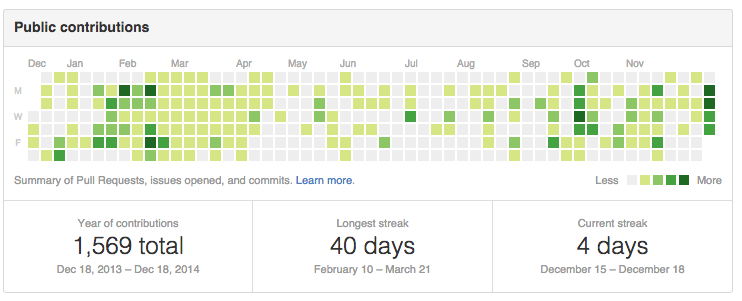 Public contributions
Dec Jan Feb Mar Apr May Jun Jul Aug Sep Oct Nov
M
W
F
Summary of Pull Requests, issues opened, and commits. Learn more. Less More
Year of contributions Longest streak Current streak
1,569 total 40 days 4 days
Dec 18, 2013 – Dec 18, 2014 February 10 – March 21 December 15 – December 18